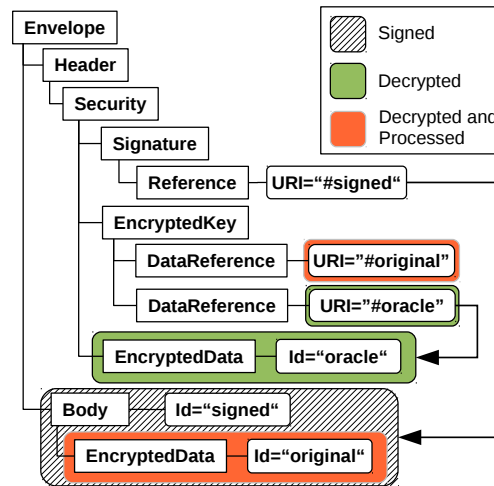 Envelope
Signed
Header
Security
Decrypted
Signature
Decrypted and
Processed
Reference
URI="#signed“
EncryptedKey
DataReference
URI=”#original”
DataReference
URI=”#oracle”
EncryptedData
Id=“oracle“
Body
Id=“signed“
EncryptedData
Id=“original“